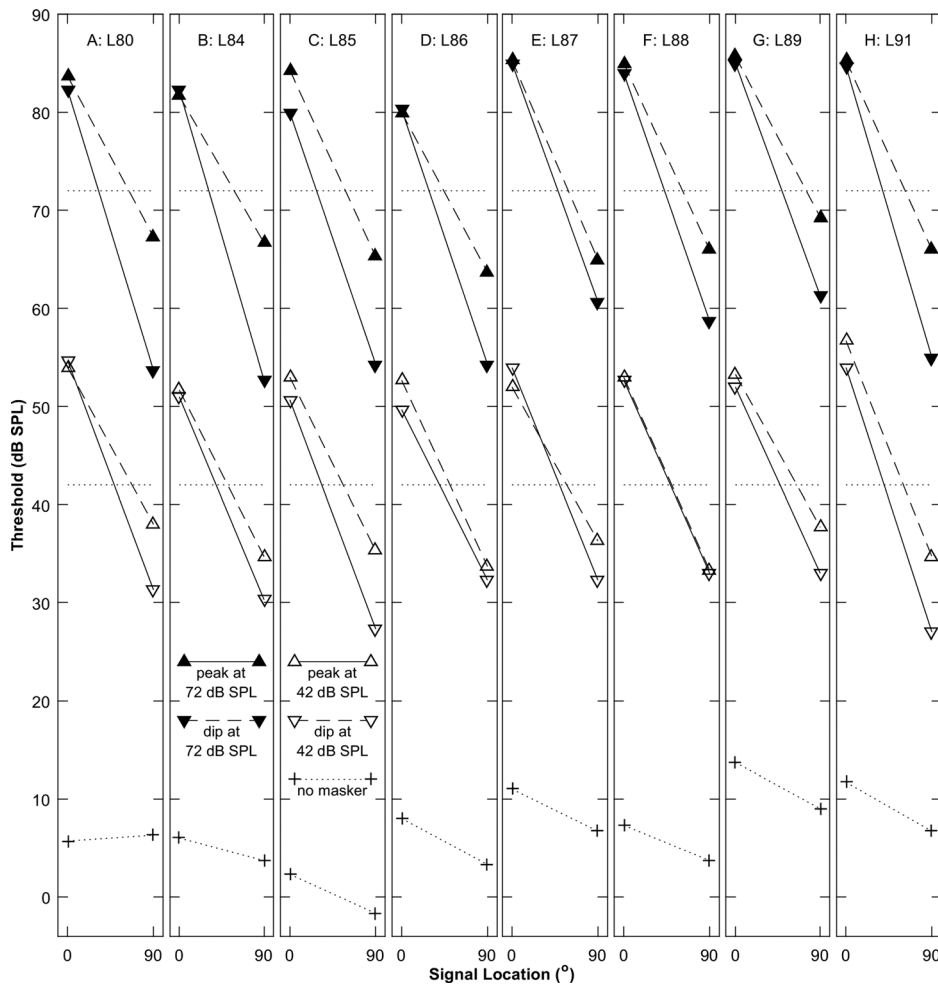 90
A: L80
B: L84
C: L85
D: L86
E: L87
F: L88
G: L89
H: L91
80
70
60
50
40
30
20
10
0
Threshold (dB SPL)
peak at
72 dB SPL
dip at
72 dB SPL
peak at
42 dB SPL
dip at
42 dB SPL
no masker
0 90 0 90 0 90 0 90 0 90 0 90 0 90 0 90
Signal Location (º)